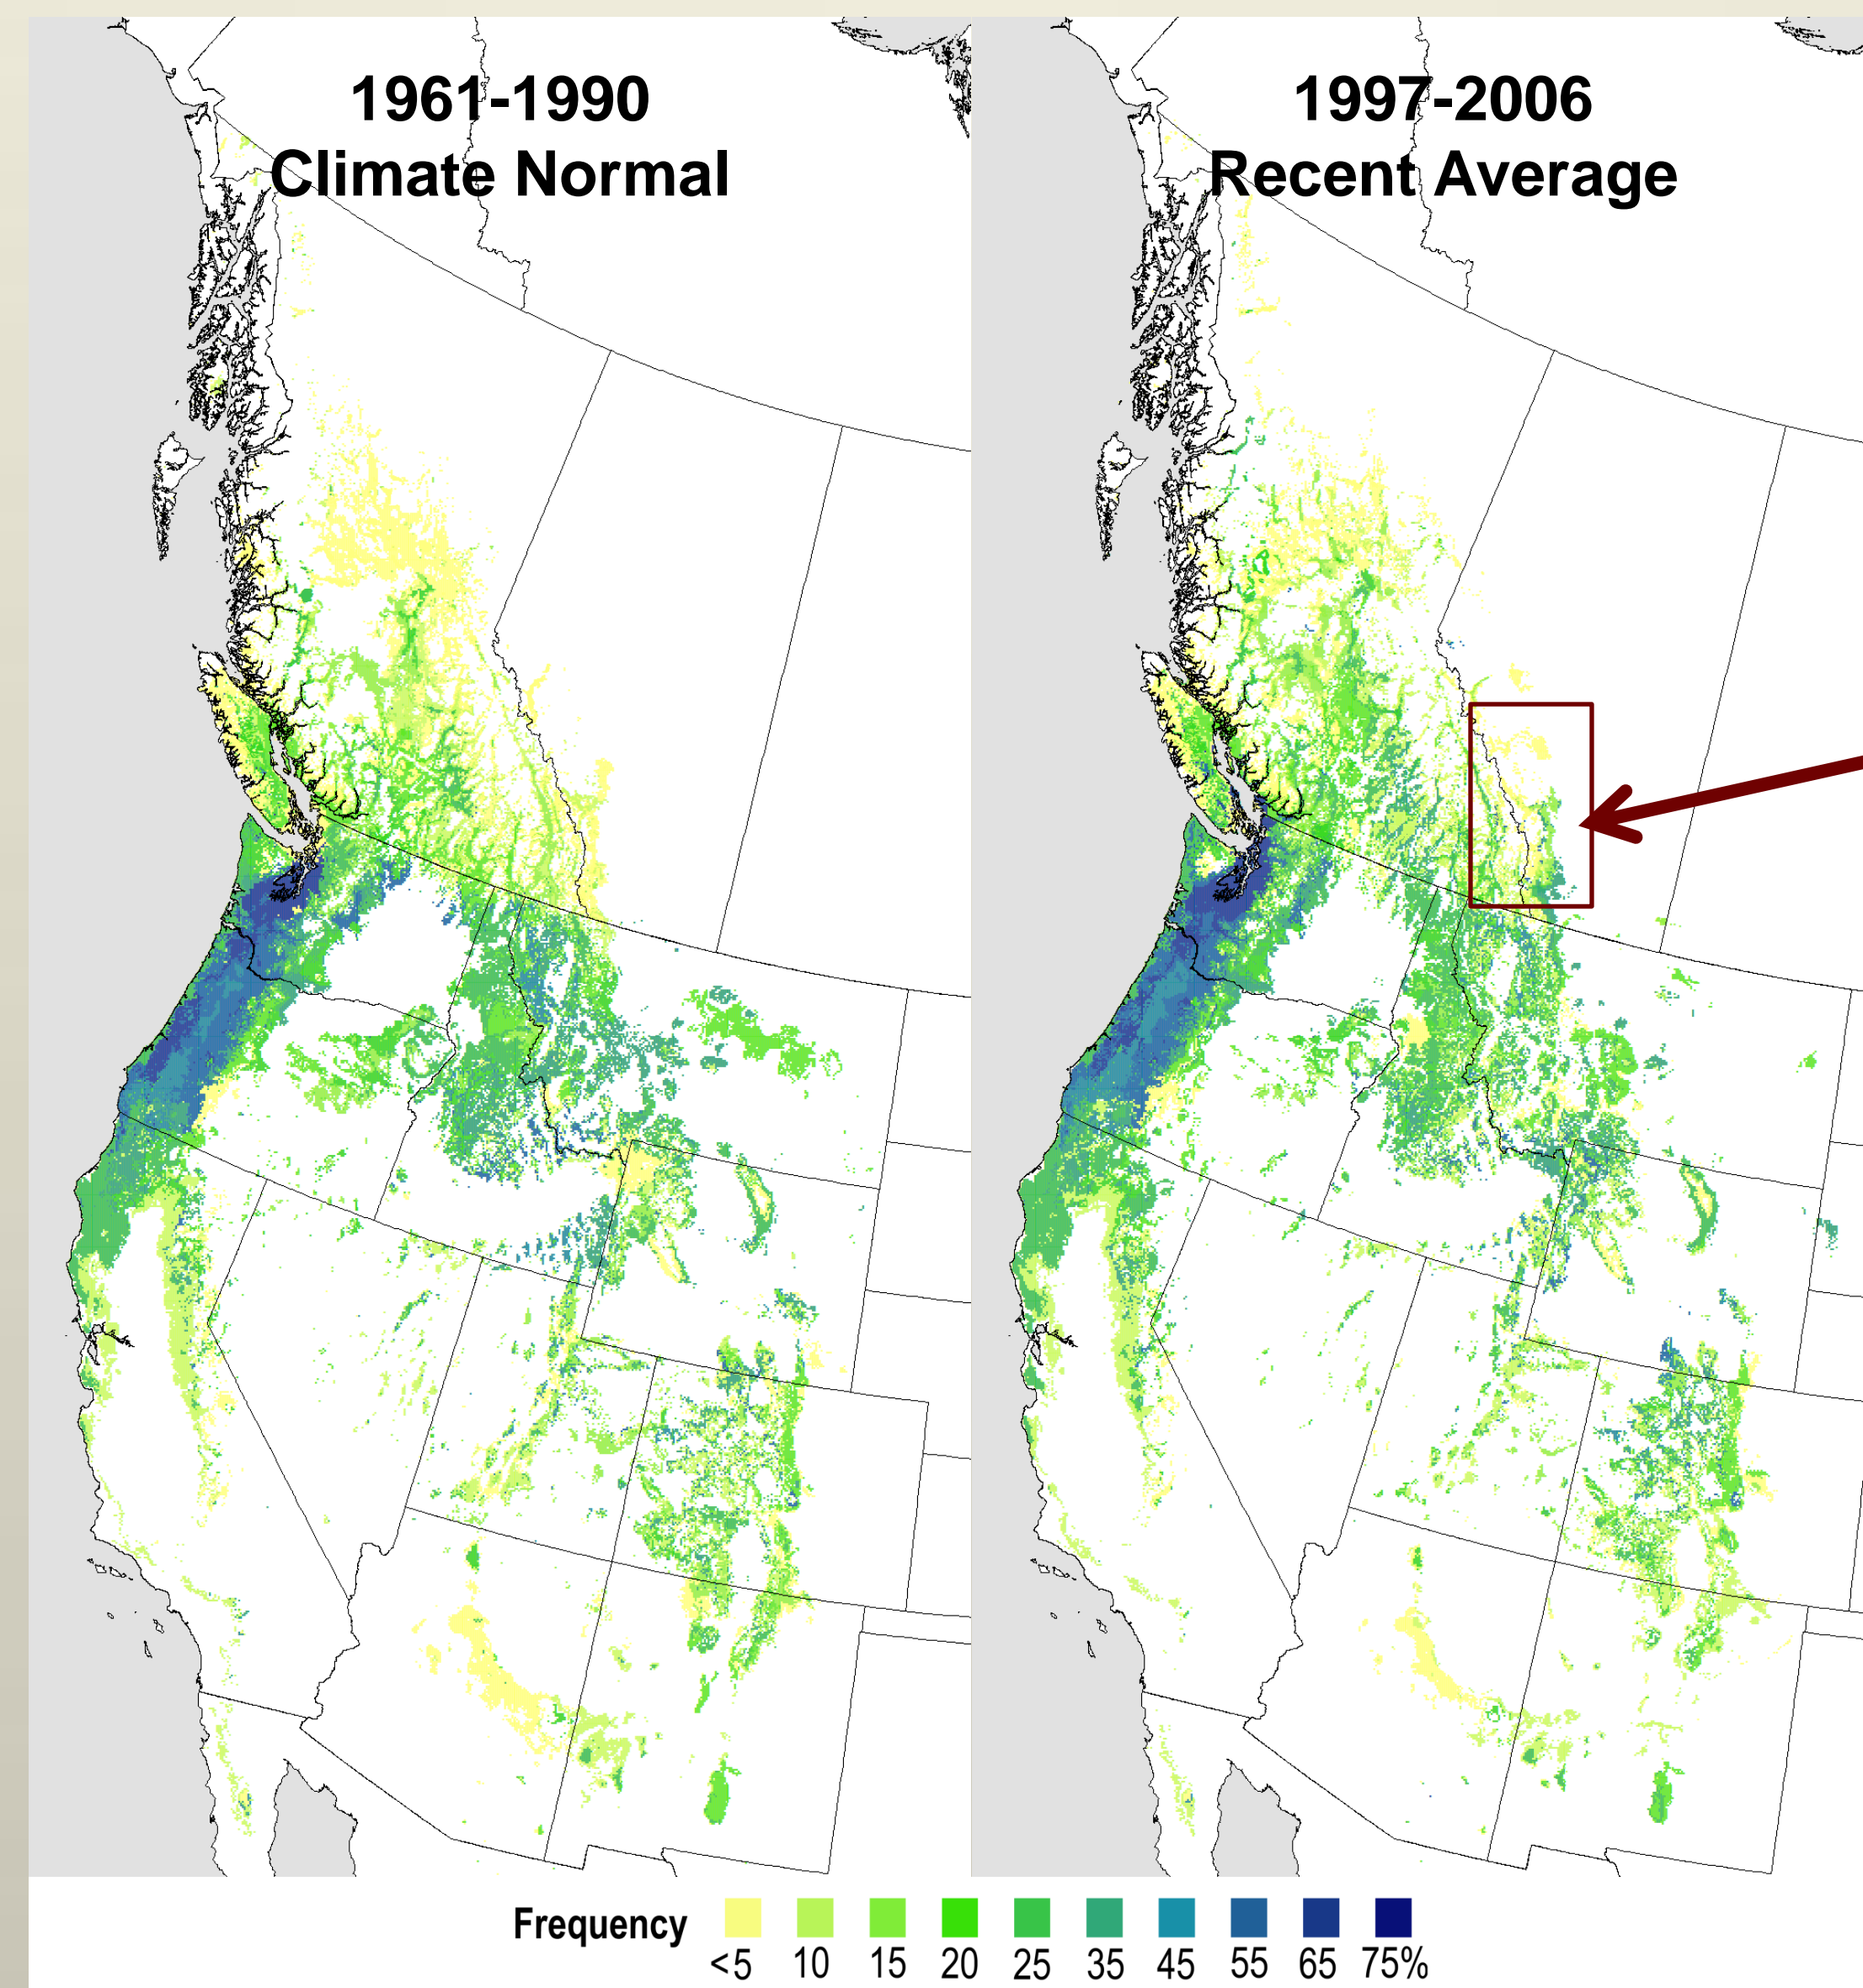 1961-1990
Climate Normal
1997-2006
Recent Average
Frequency
<5 10 15 20 25 35 45 55 65 75%